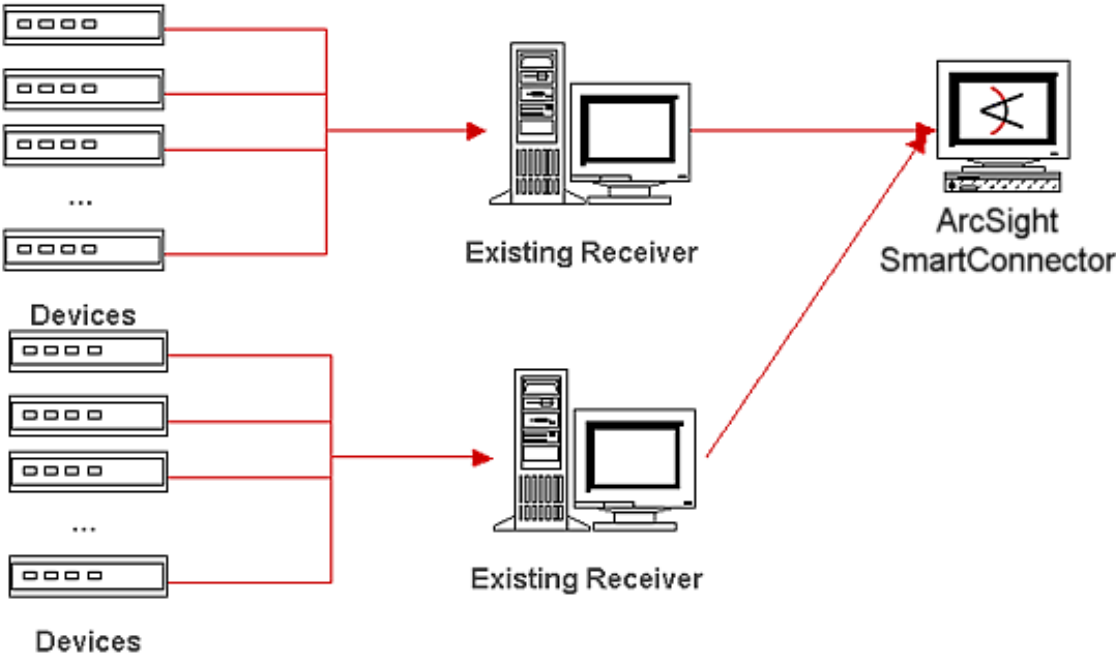 ...
Existing Receiver
ArcSight
SmartConnector
Devices
...
Existing Receiver
Devices